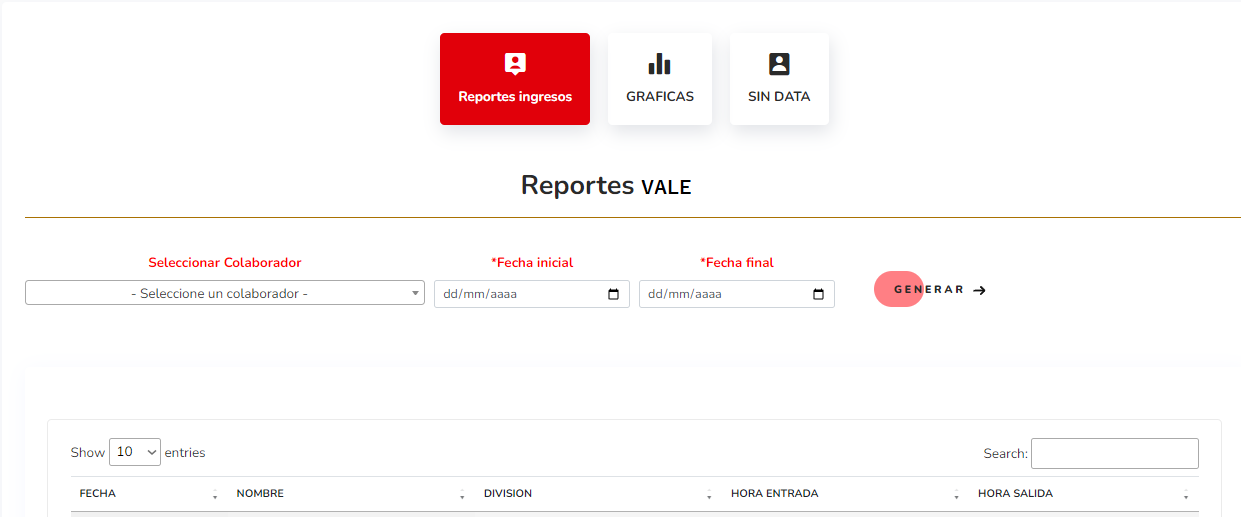 Reportes ingresos
GRAFICAS
SIN DATA
Reportes VALE
Seleccionar Colaborador
*Fecha inicial
*Fecha final
- Seleccione un colaborador -
dd/mm/aaaa
dd/mm/aaaa
GENERAR
Show 10 entries
Search:
FECHA NOMBRE DIVISION HORA ENTRADA HORA SALIDA